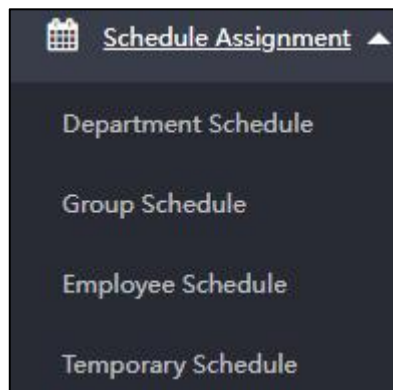 Schedule Assignment
Department Schedule
Group Schedule
Employee Schedule
Temporary Schedule